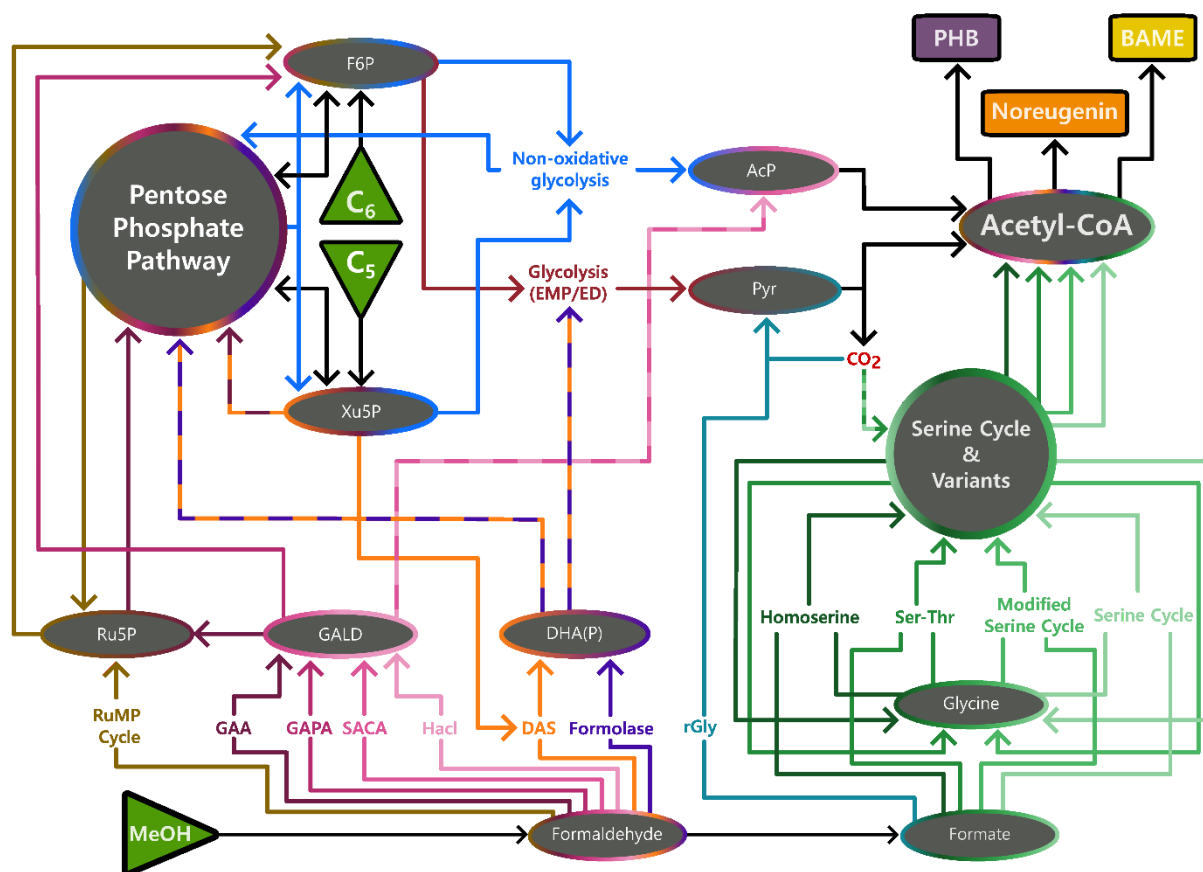 PHB
BAME
F6P
Noreugenin
Non-oxidative
glycolysis
AcP
Pentose
Phosphate
Pathway
C6
Acetyl-CoA
C5
Glycolysis
(EMP/ED)
Pyr
CO2
Xu5P
Serine Cycle
&
Variants
Homoserine
Ser-Thr
Modified
Serine Cycle
Serine Cycle
Ru5P
GALD
DHA(P)
Glycine
RuMP
Cycle
GAA
GAPA
SACA
Hacl
DAS
Formolase
rGly
MeOH
Formaldehyde
Formate